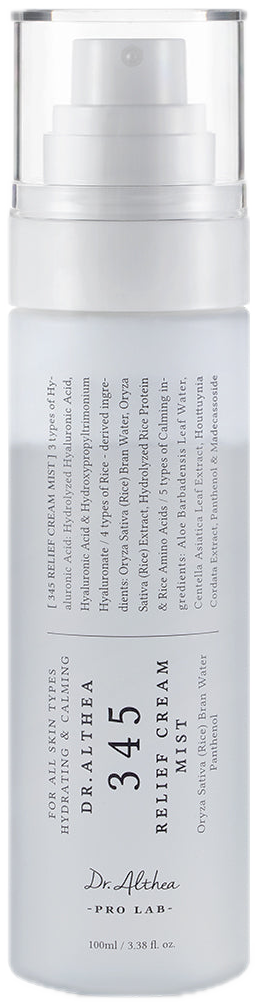 [ 345 RELIEF CREAM MIST ] 3 types of Hy-
aluronic Acid: Hydrolyzed Hyaluronic Acid,
Hyaluronic Acid & Hydroxypropyltrimonium
Hyaluronate / 4 types of Rice - derived ingre-
dients: Oryza Sativa (Rice) Bran Water, Oryza
Sativa (Rice) Extract, Hydrolyzed Rice Protein
& Rice Amino Acids / 5 types of Calming in-
gredients: Aloe Barbadensis Leaf Water,
Centella Asiatica Leaf Extract, Houttuynia
Cordata Extract, Panthenol & Madecassoside
FOR ALL SKIN TYPES
HYDRATING & CALMING
DR.ALTHEA
345
RELIEF CREAM
MIST
Oryza Sativa (Rice) Bran Water
Panthenol
Dr. Althea
-PRO LAB-
100ml / 3.38 fl. oz.